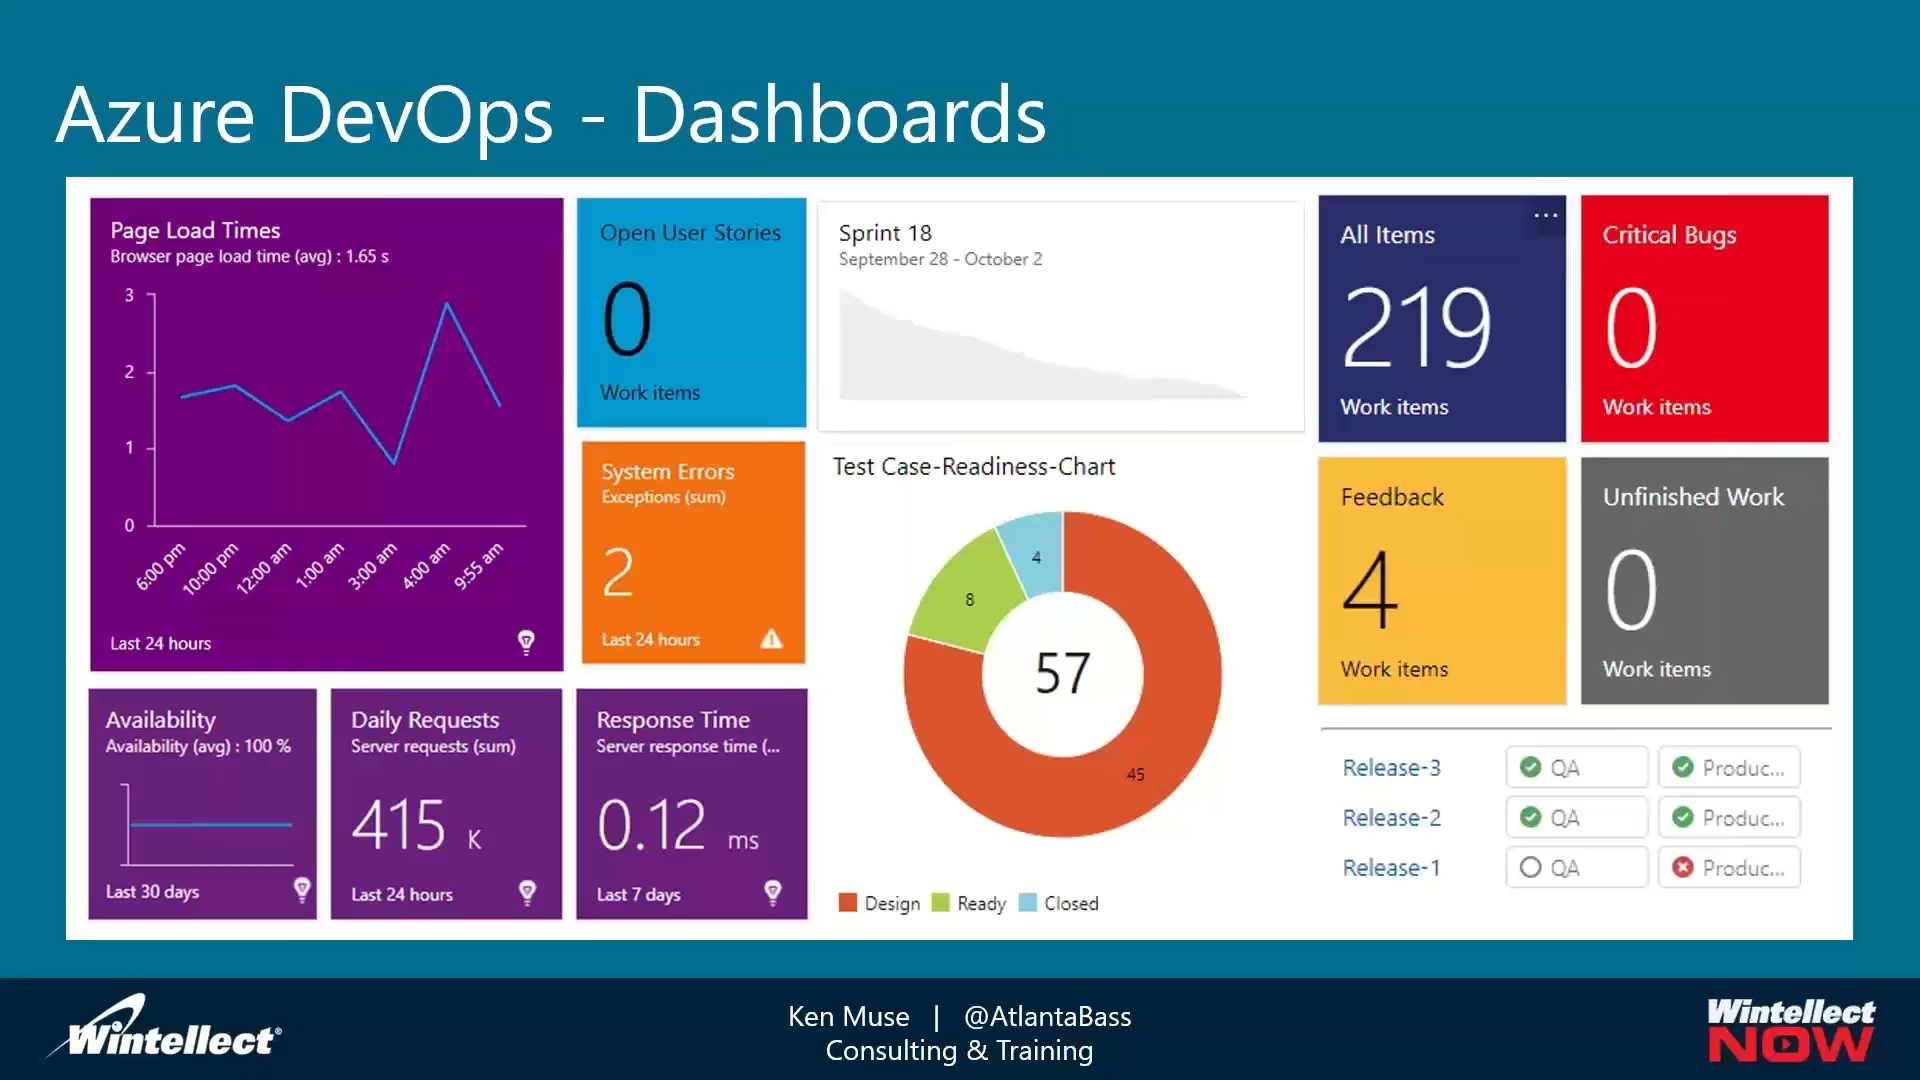 Azure DevOps - Dashboards
Page Load Times
Browser page load time (avg) : 1.65 s
3
2
1
0
6:00 pm
10:00 pm
12:00 am
1:00 am
3:00 am
4:00 am
9:55 am
Last 24 hours
Open User Stories
0
Work items
System Errors
Exceptions (sum)
2
Last 24 hours
Availability
Availability (avg) : 100 %
Last 30 days
Daily Requests
Server requests (sum)
415 K
Last 24 hours
Response Time
Server response time (...
0.12 ms
Last 7 days
Sprint 18
September 28 - October 2
Test Case-Readiness-Chart
4
8
57
45
Design Ready Closed
...
All Items
219
Work items
Critical Bugs
0
Work items
Feedback
4
Work items
Unfinished Work
0
Work items
Release-3 QA Produc...
Release-2 QA Produc...
Release-1 QA Produc...
Wintellect®
Ken Muse | @AtlantaBass
Consulting & Training
Wintellect
NOW